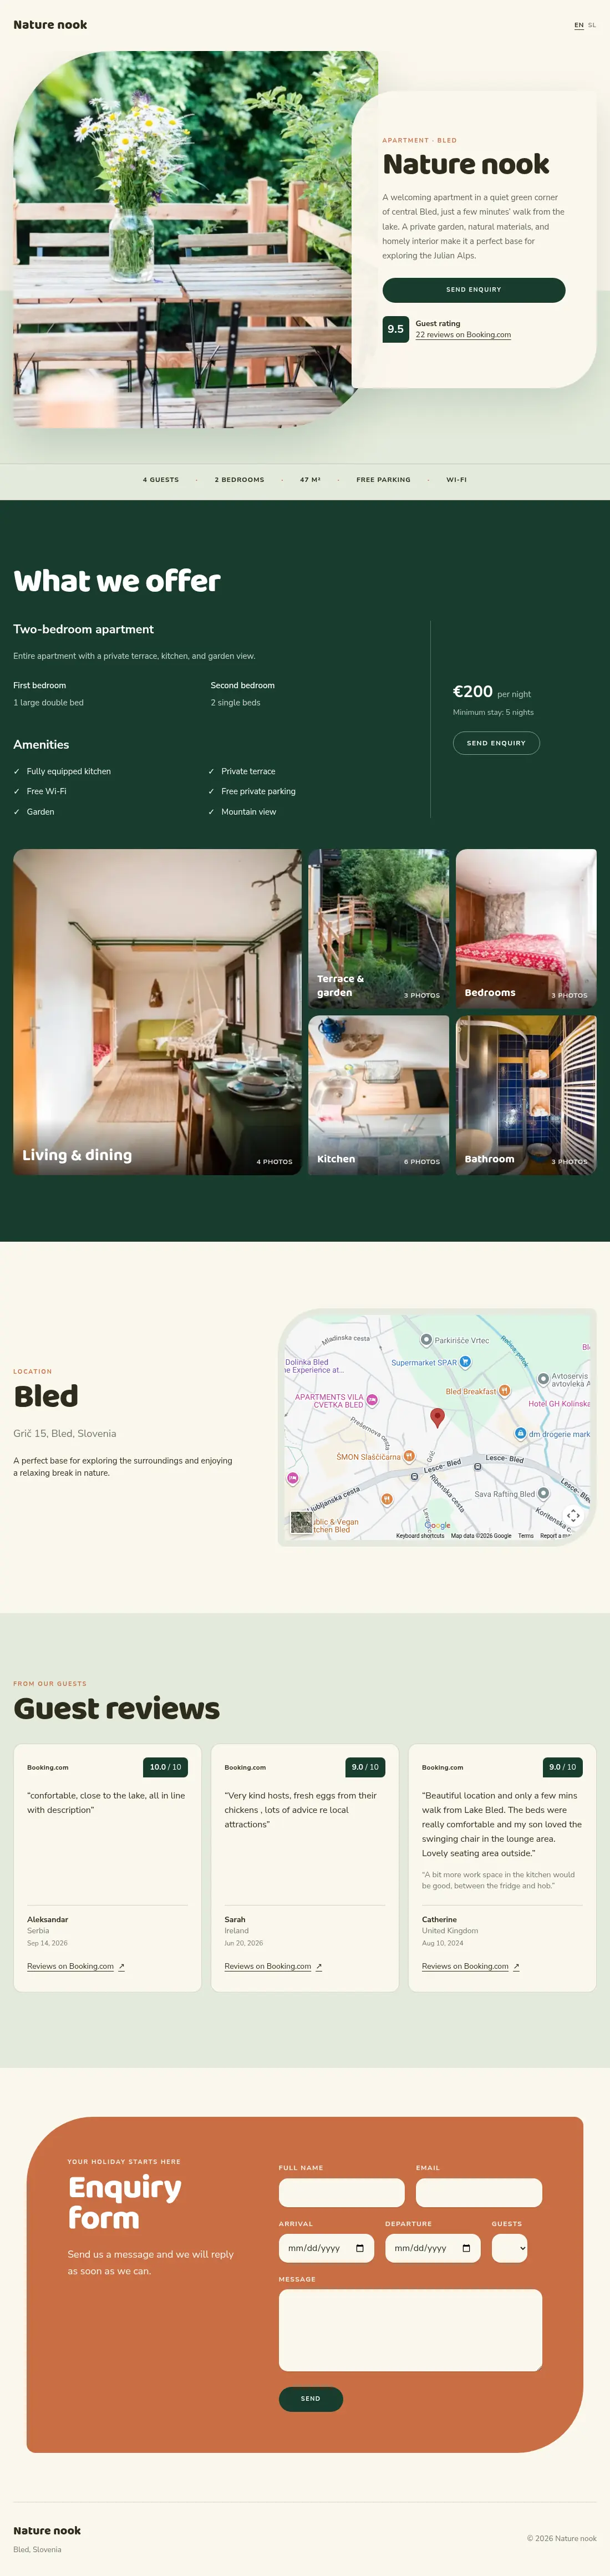 Nature nook
EN SL
APARTMENT · BLED
Nature nook
A welcoming apartment in a quiet green corner
of central Bled, just a few minutes' walk from the
lake. A private garden, natural materials, and
homely interior make it a perfect base for
exploring the Julian Alps.
SEND ENQUIRY
9.5
Guest rating
22 reviews on Booking.com
4 GUESTS · 2 BEDROOMS · 47 M² · FREE PARKING · WI-FI
What we offer
Two-bedroom apartment
Entire apartment with a private terrace, kitchen, and garden view.
First bedroom
1 large double bed
Second bedroom
2 single beds
Amenities
✓ Fully equipped kitchen
✓ Private terrace
✓ Free Wi-Fi
✓ Free private parking
✓ Garden
✓ Mountain view
€200 per night
Minimum stay: 5 nights
SEND ENQUIRY
Living & dining
4 PHOTOS
Terrace &
garden
3 PHOTOS
Bedrooms
3 PHOTOS
Kitchen
6 PHOTOS
Bathroom
3 PHOTOS
LOCATION
Bled
Grič 15, Bled, Slovenia
A perfect base for exploring the surroundings and enjoying
a relaxing break in nature.
Mladinska cesta
Parkirišče Vrtec
Dolinka Bled
Supermarket SPAR
APARTMENTS VILA
CVETKA BLED
Bled Breakfast
Avtoservis
Hotel GH Kolinska
Prešernova cesta
dm drogerie mark
ŠMON Slaščičarna
Grič
Lesce- Bled
Lesce- Bled
Ljubljanska cesta
Ribenska cesta
Sava Rafting Bled
Google
Keyboard shortcuts
Map data ©2026 Google
Terms
FROM OUR GUESTS
Guest reviews
Booking.com
10.0 / 10
“confortable, close to the lake, all in line
with description”
Aleksandar
Serbia
Sep 14, 2026
Reviews on Booking.com ↗
Booking.com
9.0 / 10
“Very kind hosts, fresh eggs from their
chickens , lots of advice re local
attractions”
Sarah
Ireland
Jun 20, 2026
Reviews on Booking.com ↗
Booking.com
9.0 / 10
“Beautiful location and only a few mins
walk from Lake Bled. The beds were
really comfortable and my son loved the
swinging chair in the lounge area.
Lovely seating area outside.”
“A bit more work space in the kitchen would
be good, between the fridge and hob.”
Catherine
United Kingdom
Aug 10, 2024
Reviews on Booking.com ↗
YOUR HOLIDAY STARTS HERE
Enquiry
form
Send us a message and we will reply
as soon as we can.
FULL NAME
EMAIL
ARRIVAL
DEPARTURE
GUESTS
mm/dd/yyyy
mm/dd/yyyy
MESSAGE
SEND
Nature nook
Bled, Slovenia
© 2026 Nature nook